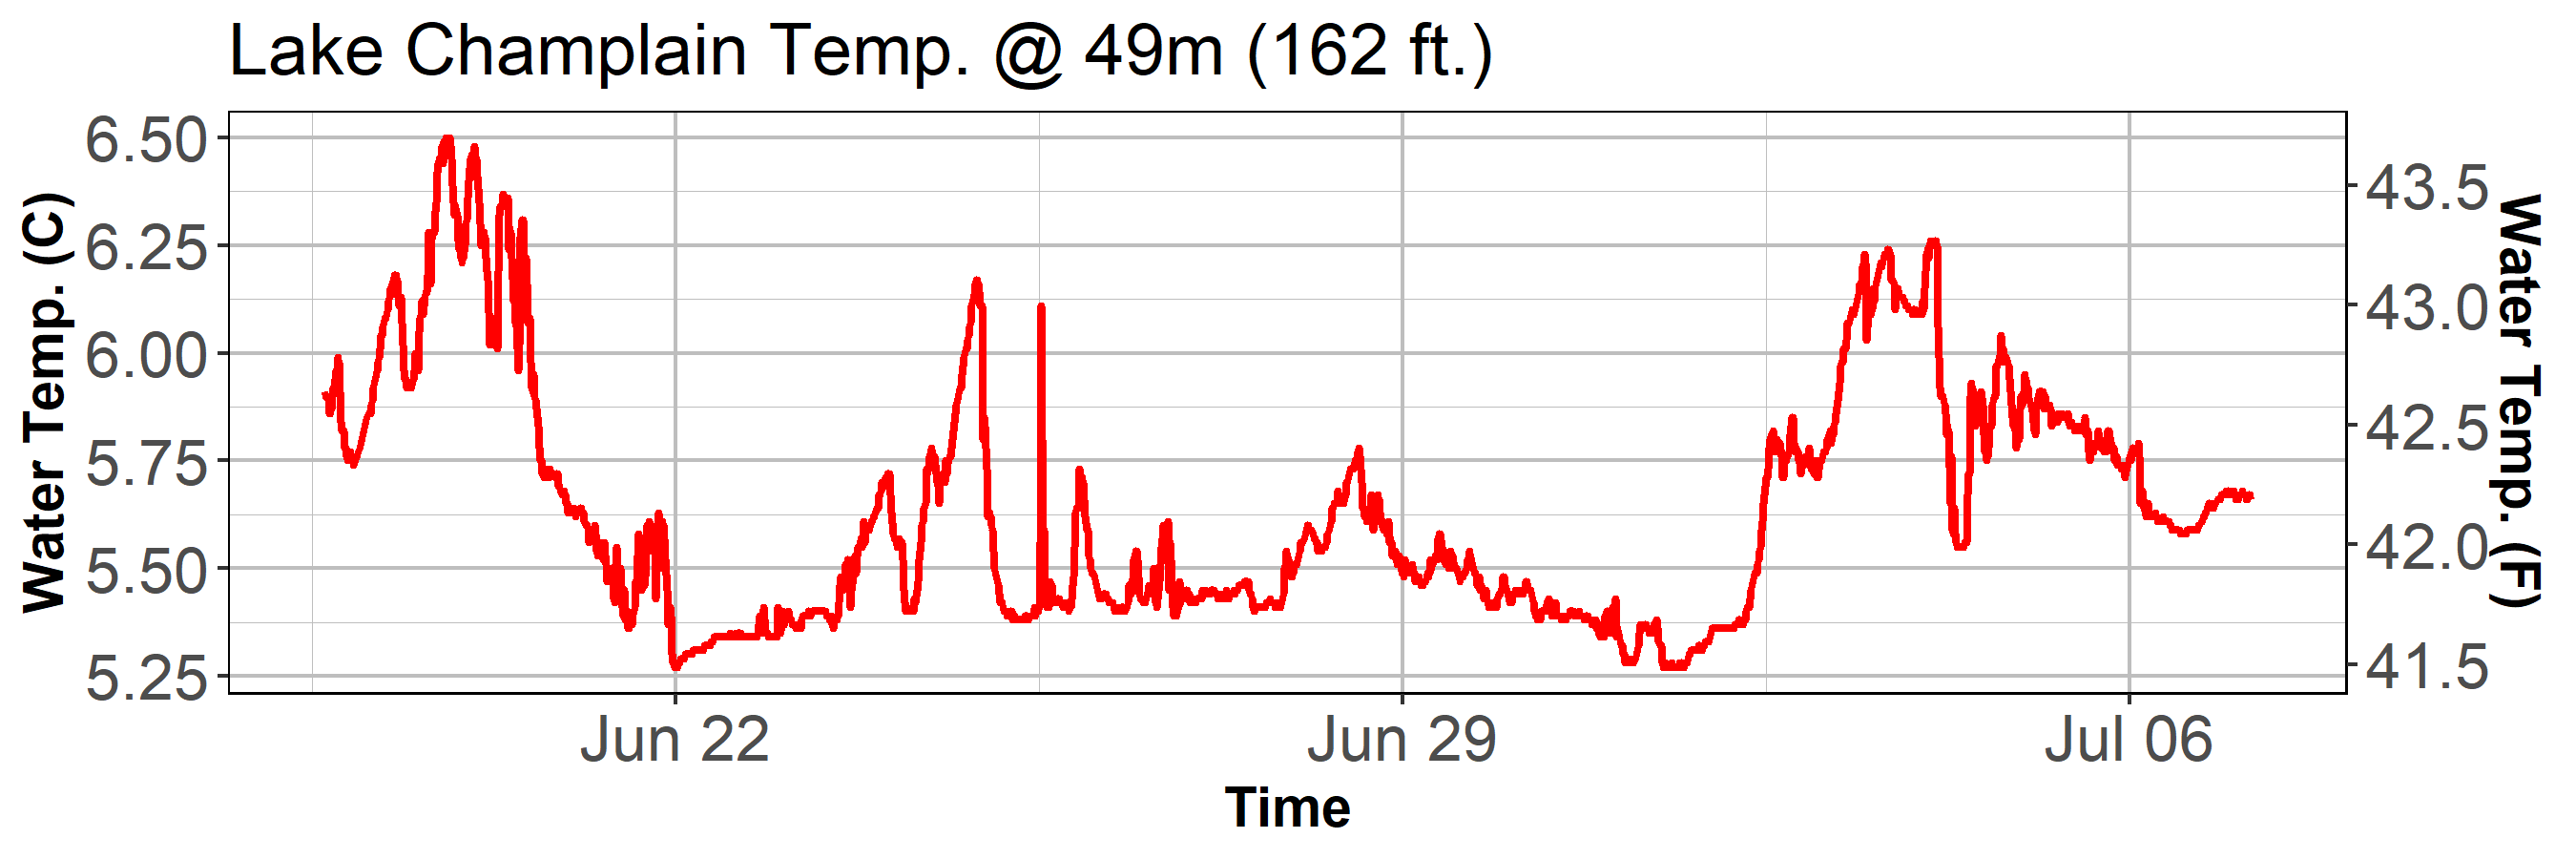 Lake Champlain Temp. @ 49m (162 ft.)
Water Temp. (C)
6.50
6.25
6.00
5.75
5.50
5.25
43.5
43.0
42.5
42.0
41.5
Water Temp. (F)
Jun 22
Jun 29
Jul 06
Time